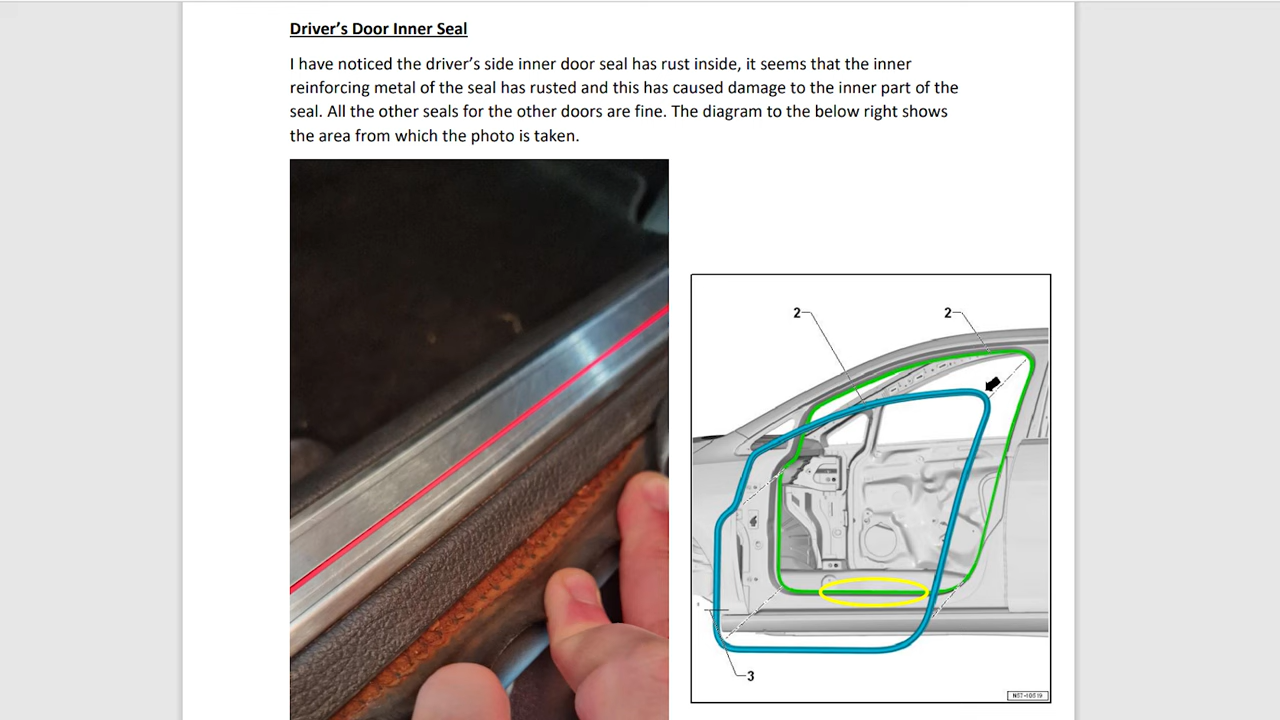 Driver’s Door Inner Seal
I have noticed the driver’s side inner door seal has rust inside, it seems that the inner
reinforcing metal of the seal has rusted and this has caused damage to the inner part of the
seal. All the other seals for the other doors are fine. The diagram to the below right shows
the area from which the photo is taken.
2
2
3
N57-10519